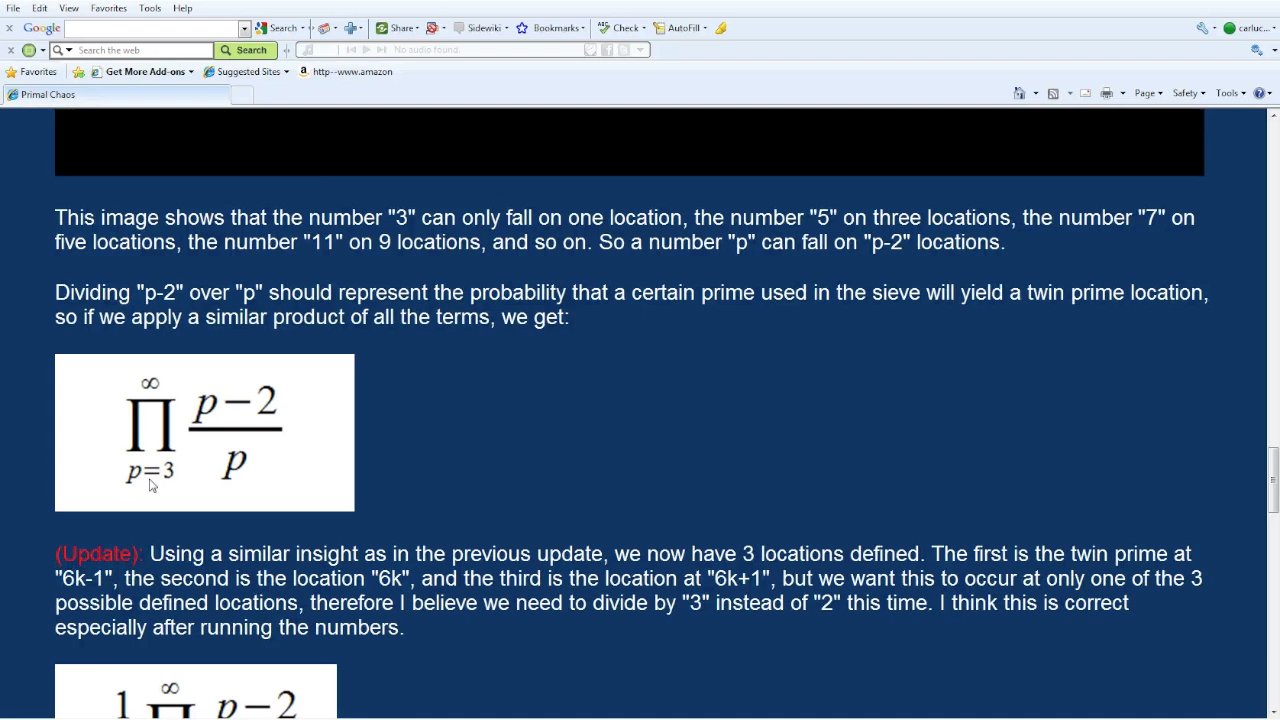 File Edit View Favorites Tools Help
Google Search Share Sidewiki Bookmarks Check AutoFill carluc...
Search the web Search No audio found.
Favorites Get More Add-ons Suggested Sites http--www.amazon
Primal Chaos Page Safety Tools
This image shows that the number "3" can only fall on one location, the number "5" on three locations, the number "7" on
five locations, the number "11" on 9 locations, and so on. So a number "p" can fall on "p-2" locations.
Dividing "p-2" over "p" should represent the probability that a certain prime used in the sieve will yield a twin prime location,
so if we apply a similar product of all the terms, we get:
∞
∏ p−2
p=3 p
(Update): Using a similar insight as in the previous update, we now have 3 locations defined. The first is the twin prime at
"6k-1", the second is the location "6k", and the third is the location at "6k+1", but we want this to occur at only one of the 3
possible defined locations, therefore I believe we need to divide by "3" instead of "2" this time. I think this is correct
especially after running the numbers.
∞
1 ∏ p−2